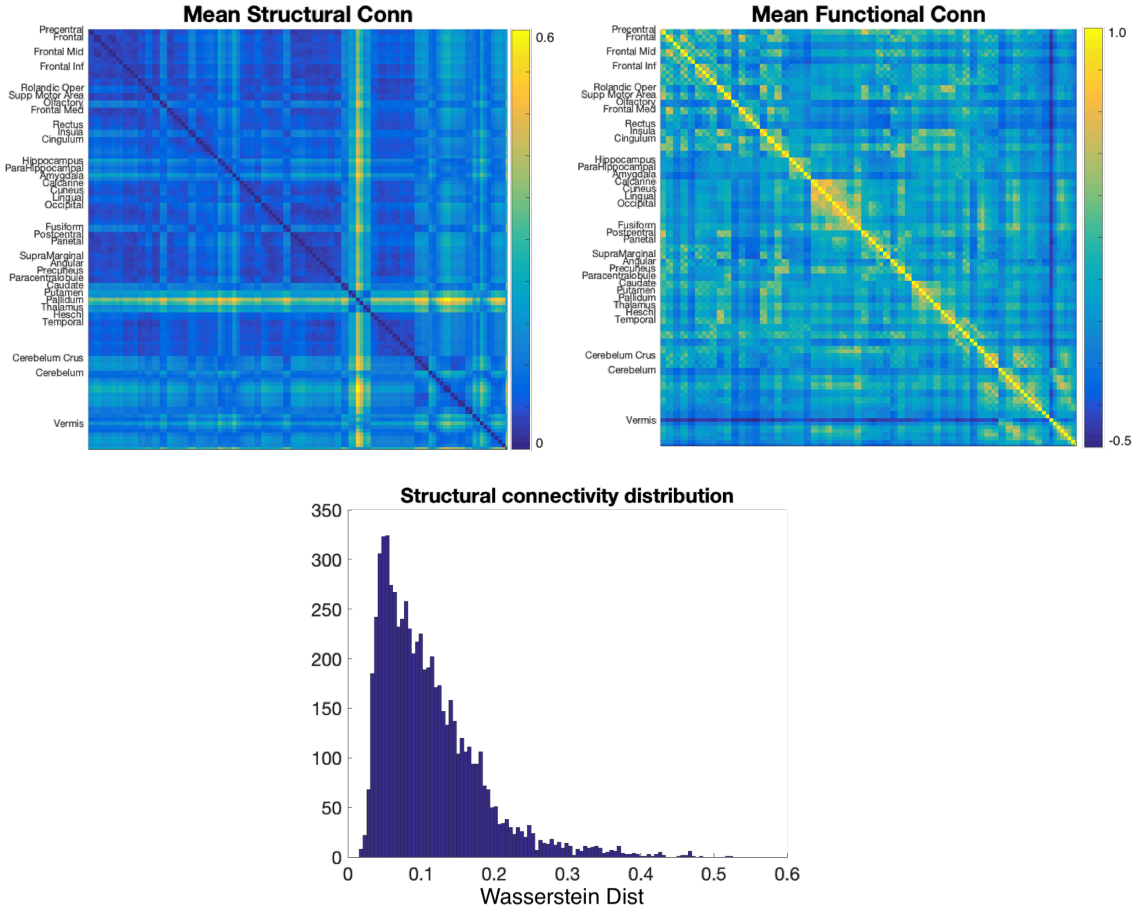 Mean Structural Conn
Precentral
Frontal
Frontal Mid
Frontal Inf
Rolandic Oper
Supp Motor Area
Olfactory
Frontal Med
Rectus
Insula
Cingulum
Hippocampus
ParaHippocampal
Amygdala
Calcarine
Cuneus
Lingual
Occipital
Fusiform
Postcentral
Parietal
SupraMarginal
Angular
Precuneus
Paracentralobule
Caudate
Putamen
Pallidum
Thalamus
Heschl
Temporal
Cerebelum Crus
Cerebelum
Vermis
0.6
0
Mean Functional Conn
Precentral
Frontal
Frontal Mid
Frontal Inf
Rolandic Oper
Supp Motor Area
Olfactory
Frontal Med
Rectus
Insula
Cingulum
Hippocampus
ParaHippocampal
Amygdala
Calcarine
Cuneus
Lingual
Occipital
Fusiform
Postcentral
Parietal
SupraMarginal
Angular
Precuneus
Paracentralobule
Caudate
Putamen
Pallidum
Thalamus
Heschl
Temporal
Cerebelum Crus
Cerebelum
Vermis
1.0
-0.5
Structural connectivity distribution
350
300
250
200
150
100
50
0
0 0.1 0.2 0.3 0.4 0.5 0.6
Wasserstein Dist